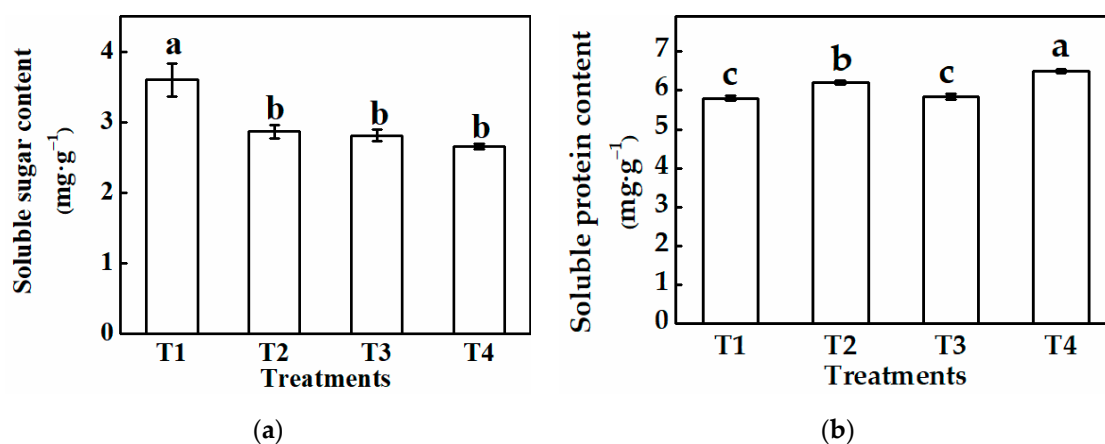 Soluble sugar content
(mg·g⁻¹)
4
3
2
1
0
a
b
b
b
T1 T2 T3 T4
Treatments
(a)
Soluble protein content
(mg·g⁻¹)
7
6
5
4
3
2
1
0
c
b
c
a
T1 T2 T3 T4
Treatments
(b)